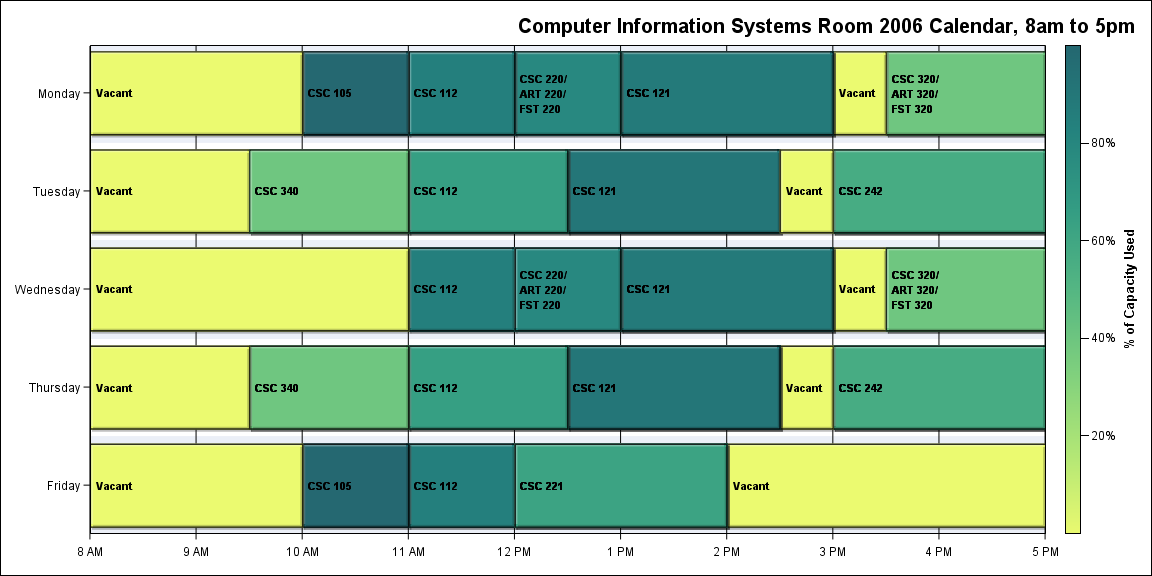 Computer Information Systems Room 2006 Calendar, 8am to 5pm
Monday
Vacant
CSC 105
CSC 112
CSC 220/
ART 220/
FST 220
CSC 121
Vacant
CSC 320/
ART 320/
FST 320
Tuesday
Vacant
CSC 340
CSC 112
CSC 121
Vacant
CSC 242
Wednesday
Vacant
CSC 112
CSC 220/
ART 220/
FST 220
CSC 121
Vacant
CSC 320/
ART 320/
FST 320
Thursday
Vacant
CSC 340
CSC 112
CSC 121
Vacant
CSC 242
Friday
Vacant
CSC 105
CSC 112
CSC 221
Vacant
8 AM 9 AM 10 AM 11 AM 12 PM 1 PM 2 PM 3 PM 4 PM 5 PM
80%
60%
40%
20%
% of Capacity Used